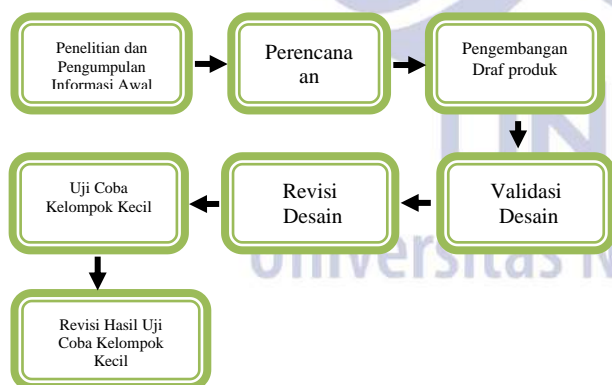 Penelitian dan
Pengumpulan
Informasi Awal
Perencana
an
Pengembangan
Draf produk
Validasi
Desain
Revisi
Desain
Uji Coba
Kelompok Kecil
Revisi Hasil Uji
Coba Kelompok
Kecil
Universitas